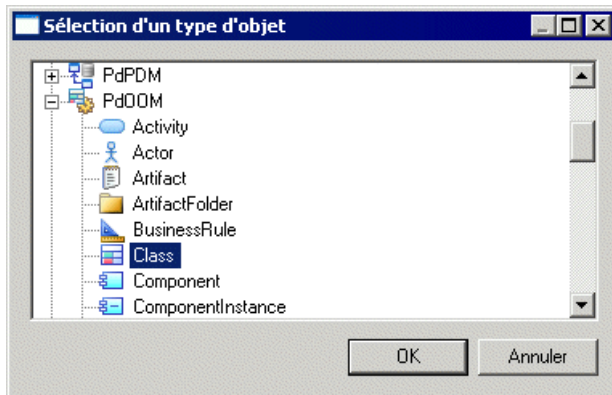 Sélection d'un type d'objet
PdPDM
PdOOM
Activity
Actor
Artifact
ArtifactFolder
BusinessRule
Class
Component
ComponentInstance
OK
Annuler